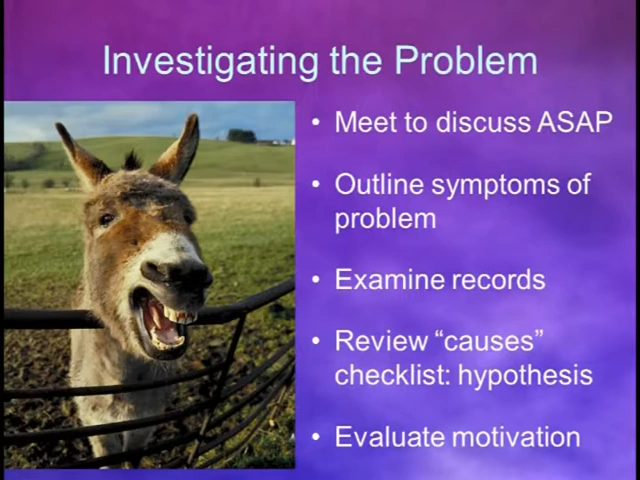 Investigating the Problem
• Meet to discuss ASAP
• Outline symptoms of
problem
• Examine records
• Review “causes”
checklist: hypothesis
• Evaluate motivation